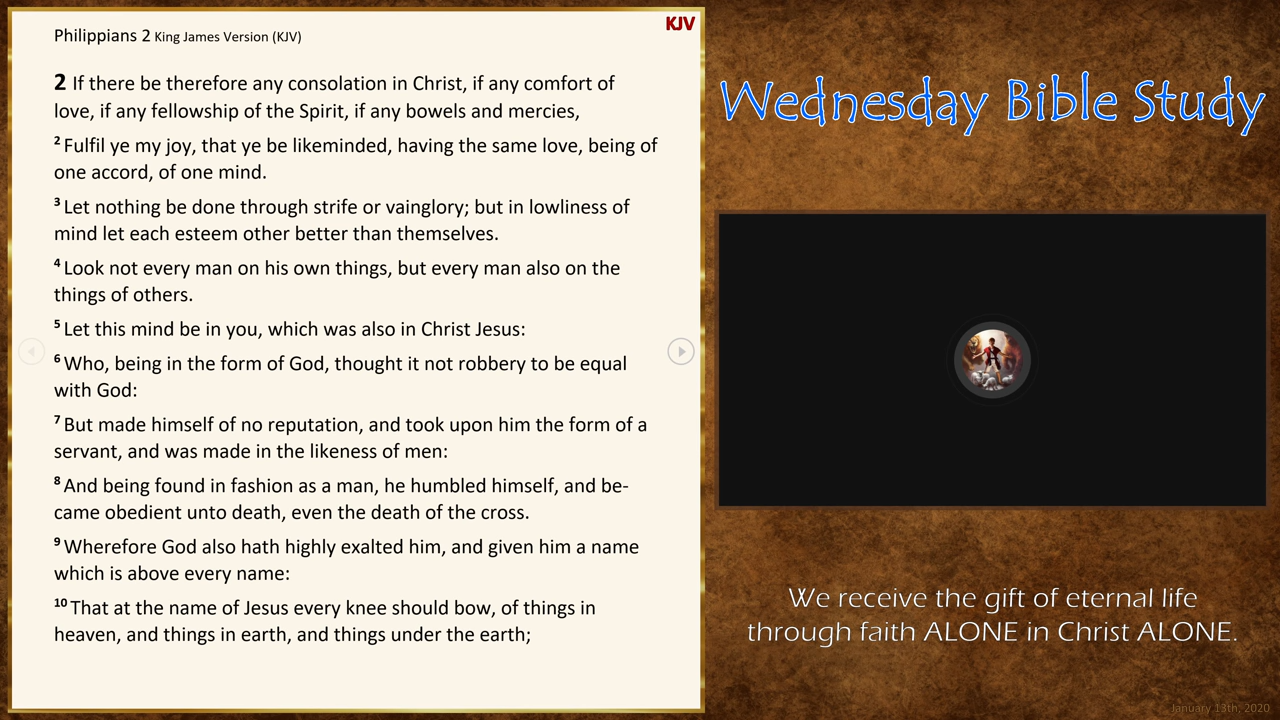 KJV
Philippians 2 King James Version (KJV)
2 If there be therefore any consolation in Christ, if any comfort of
love, if any fellowship of the Spirit, if any bowels and mercies,
2 Fulfil ye my joy, that ye be likeminded, having the same love, being of
one accord, of one mind.
3 Let nothing be done through strife or vainglory; but in lowliness of
mind let each esteem other better than themselves.
4 Look not every man on his own things, but every man also on the
things of others.
5 Let this mind be in you, which was also in Christ Jesus:
6 Who, being in the form of God, thought it not robbery to be equal
with God:
7 But made himself of no reputation, and took upon him the form of a
servant, and was made in the likeness of men:
8 And being found in fashion as a man, he humbled himself, and be-
came obedient unto death, even the death of the cross.
9 Wherefore God also hath highly exalted him, and given him a name
which is above every name:
10 That at the name of Jesus every knee should bow, of things in
heaven, and things in earth, and things under the earth;
Wednesday Bible Study
We receive the gift of eternal life
through faith ALONE in Christ ALONE.
January 13th, 2020